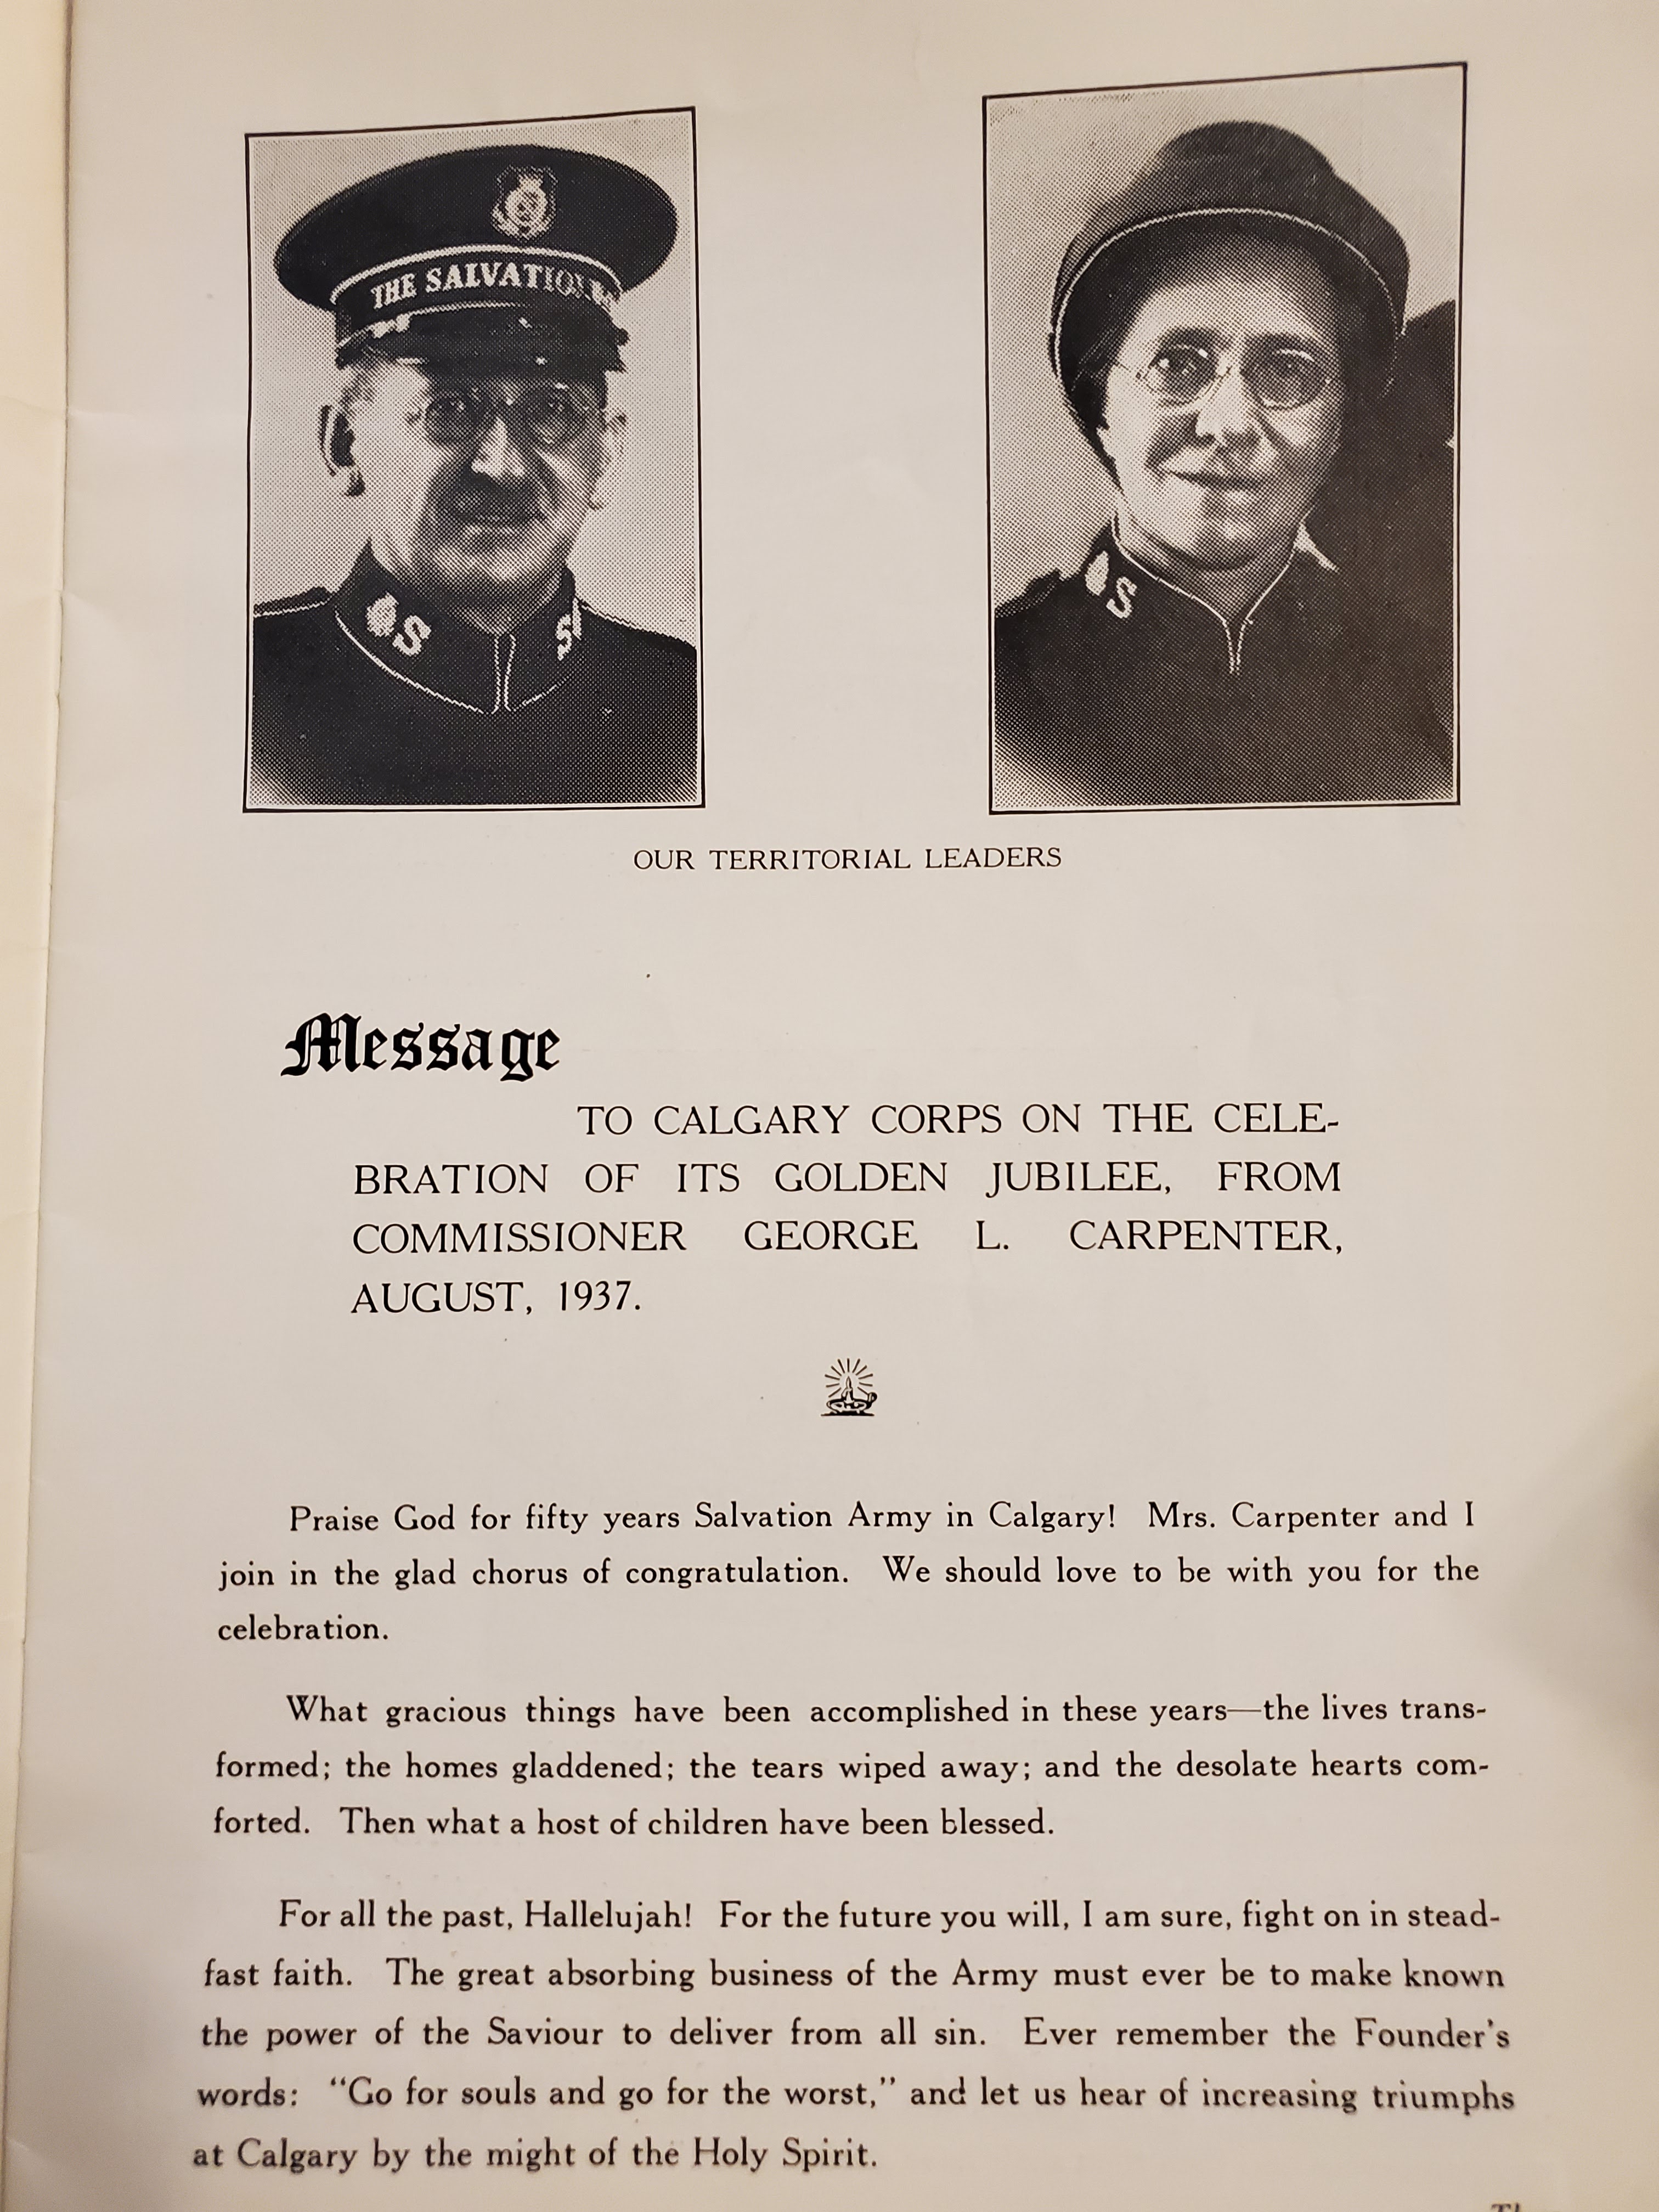 THE SALVATION
S
S
S
OUR TERRITORIAL LEADERS
Message
TO CALGARY CORPS ON THE CELE-
BRATION OF ITS GOLDEN JUBILEE, FROM
COMMISSIONER GEORGE L. CARPENTER,
AUGUST, 1937.
Praise God for fifty years Salvation Army in Calgary! Mrs. Carpenter and I
join in the glad chorus of congratulation. We should love to be with you for the
celebration.
What gracious things have been accomplished in these years—the lives trans-
formed; the homes gladdened; the tears wiped away; and the desolate hearts com-
forted. Then what a host of children have been blessed.
For all the past, Hallelujah! For the future you will, I am sure, fight on in stead-
fast faith. The great absorbing business of the Army must ever be to make known
the power of the Saviour to deliver from all sin. Ever remember the Founder's
words: "Go for souls and go for the worst," and let us hear of increasing triumphs
at Calgary by the might of the Holy Spirit.